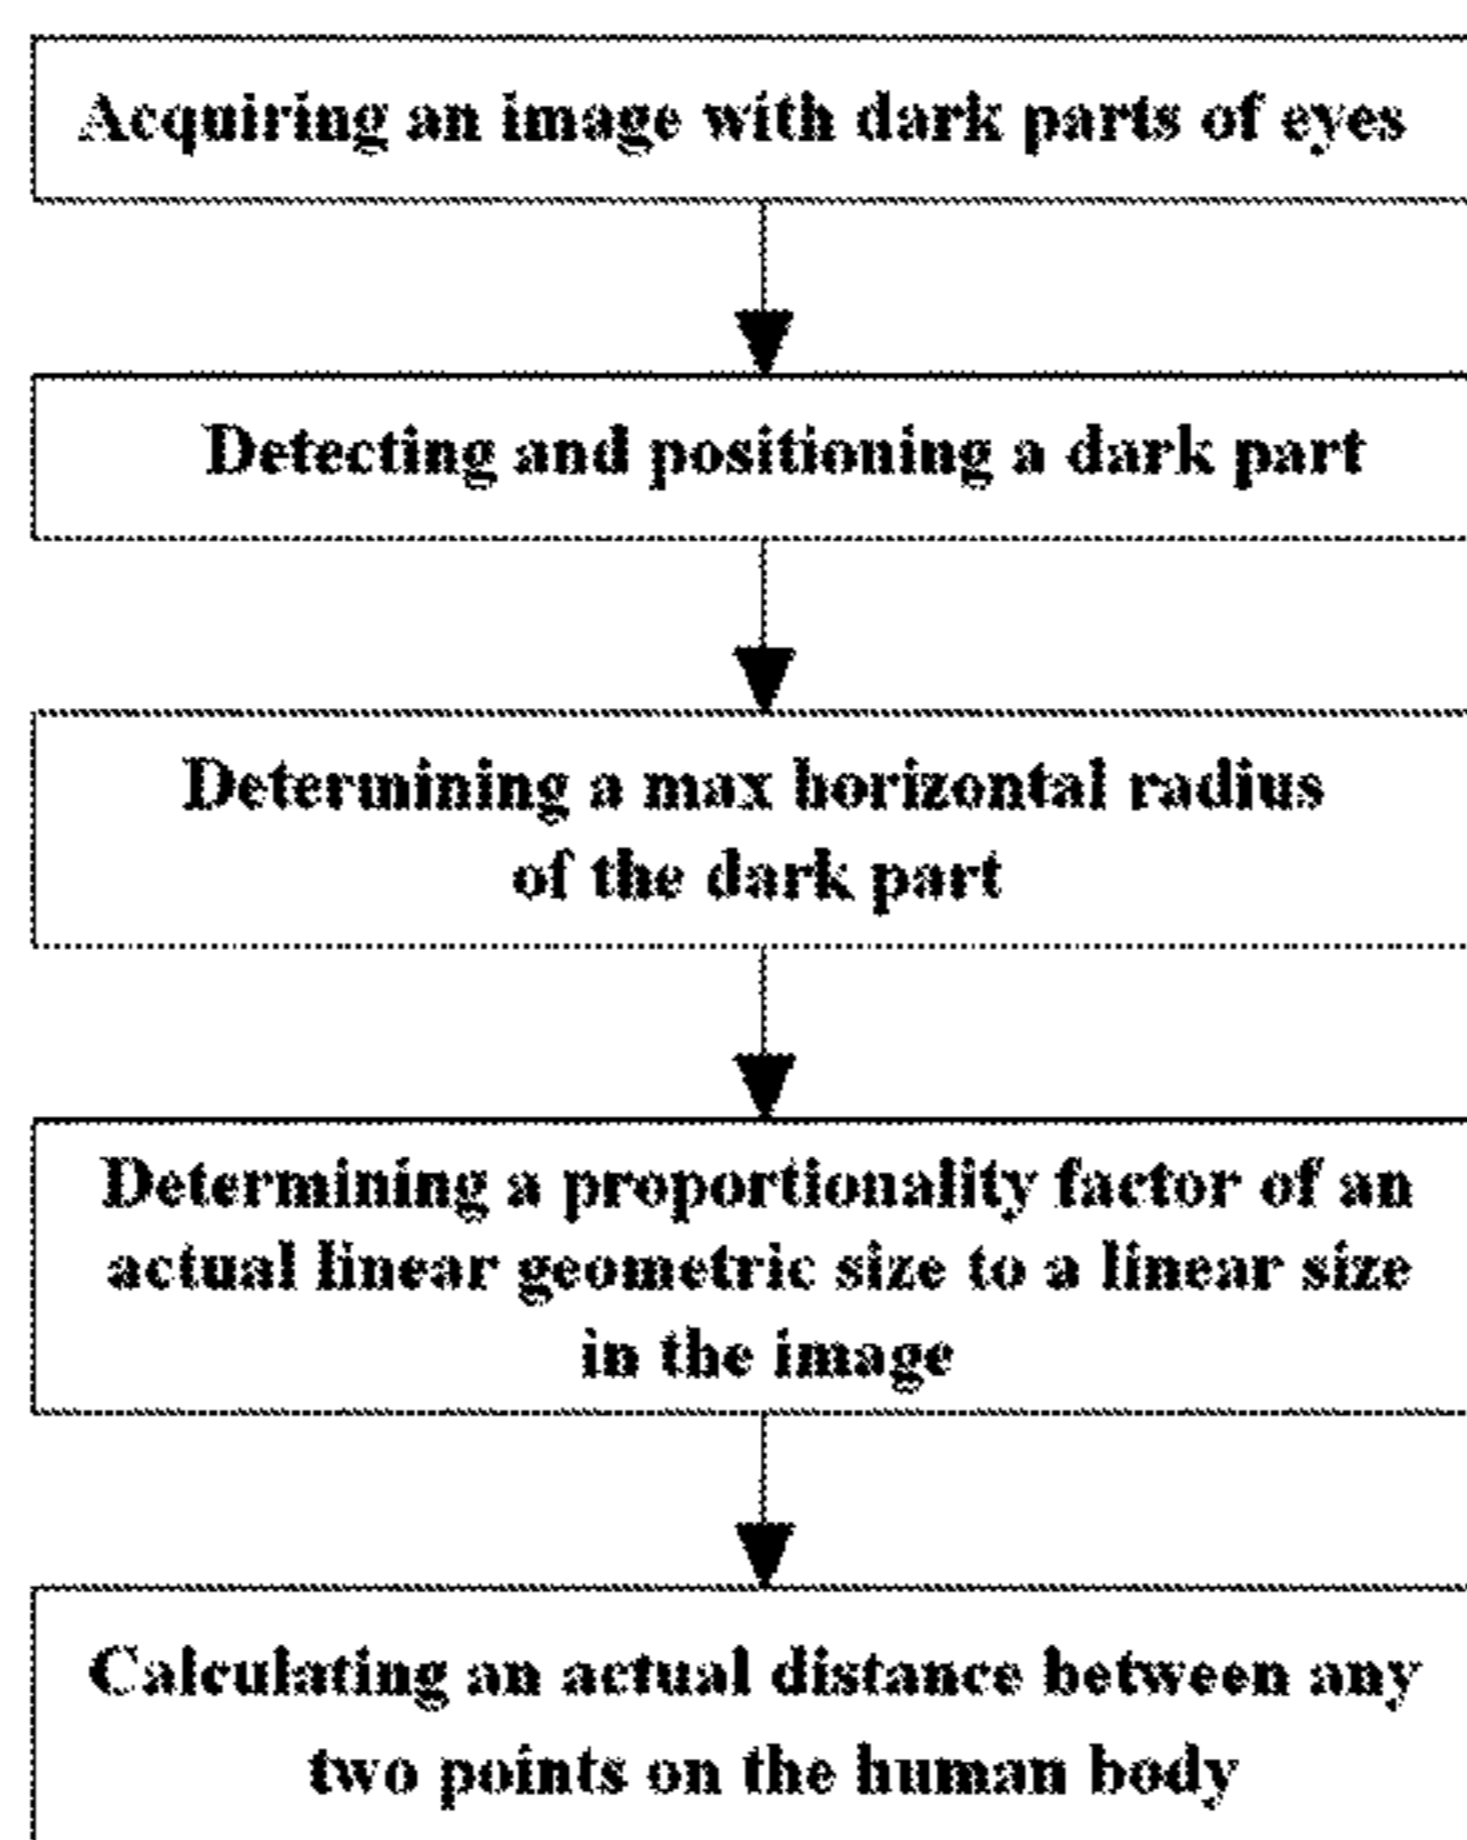 Acquiring an image with dark parts of eyes
Detecting and positioning a dark part
Determining a max horizontal radius
of the dark part
Determining a proportionality factor of an
actual linear geometric size to a linear size
in the image
Calculating an actual distance between any
two points on the human body